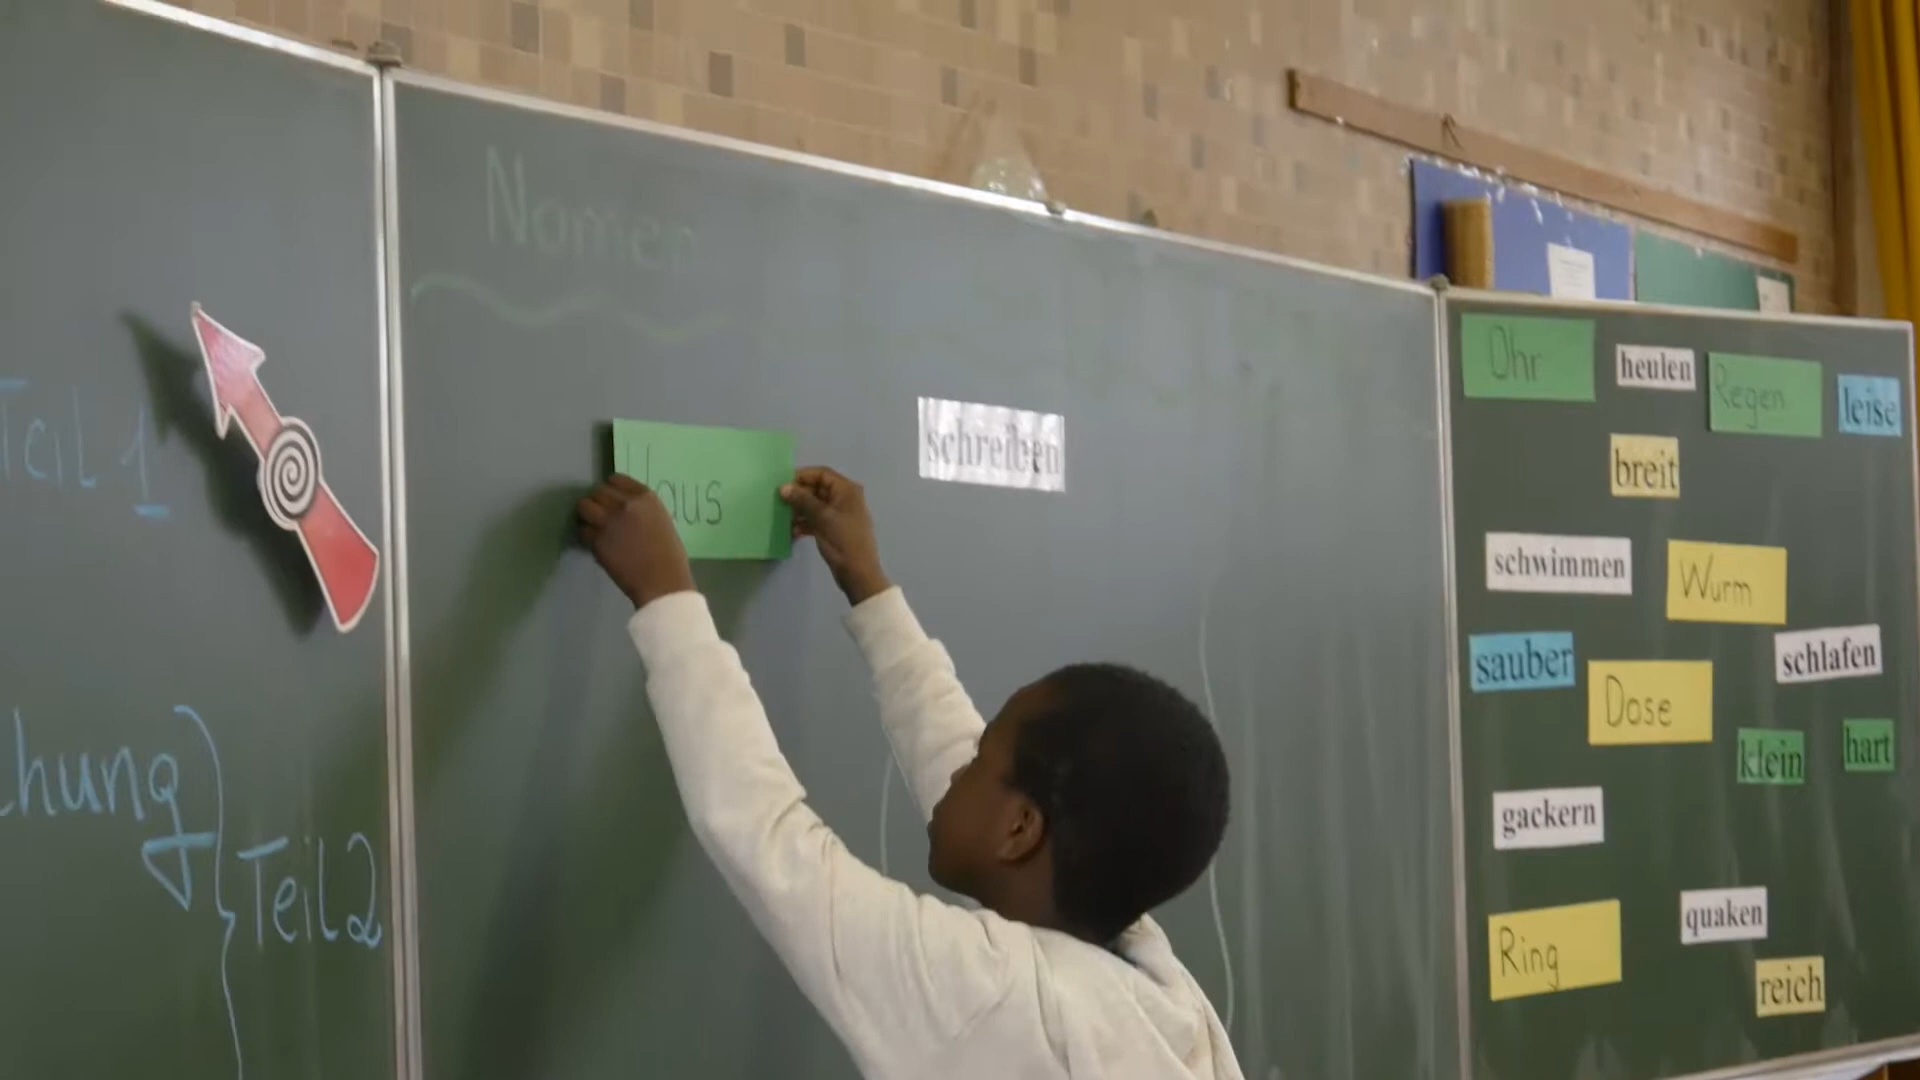 Nomen
Teil 1
hung
Teil 2
Haus
schreiben
Ohr
heulen
Regen
leise
breit
schwimmen
Wurm
sauber
schlafen
Dose
klein
hart
gackern
quaken
Ring
reich